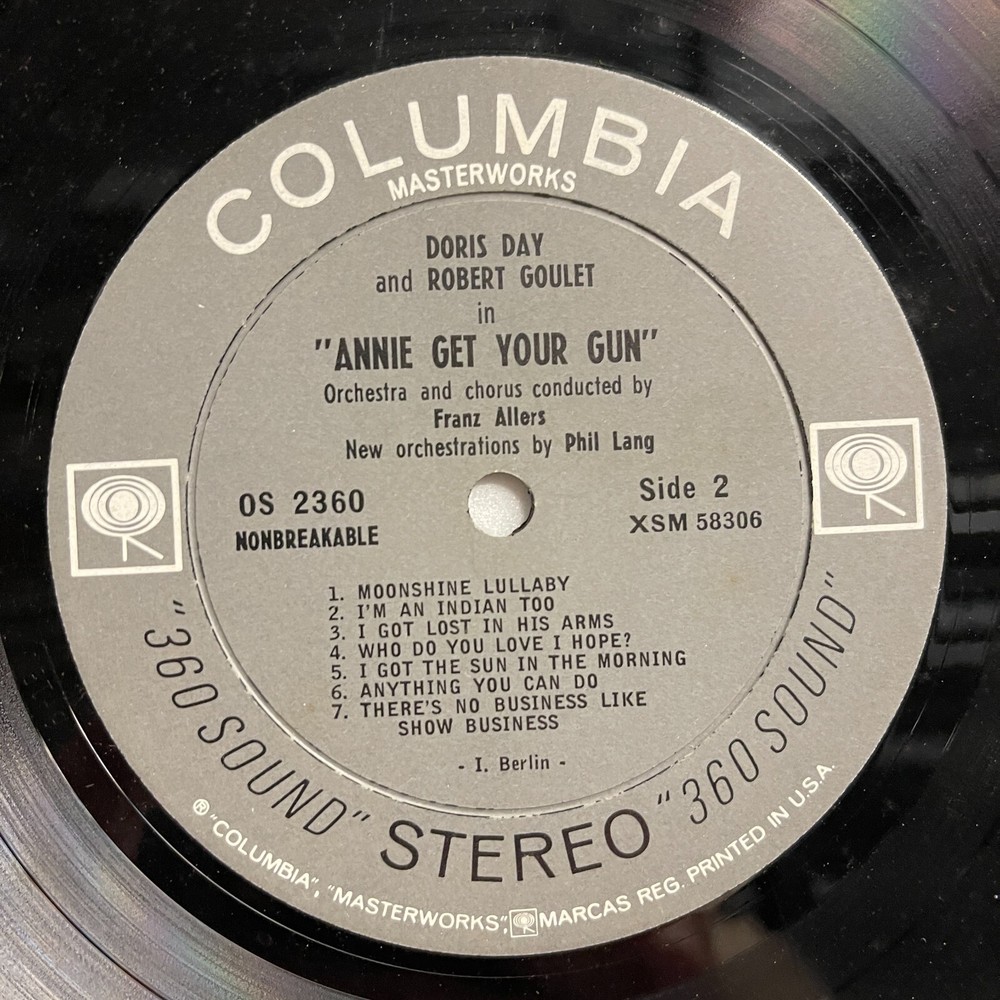 COLUMBIA
MASTERWORKS
DORIS DAY
and ROBERT GOULET
in
"ANNIE GET YOUR GUN"
Orchestra and chorus conducted by
Franz Allers
New orchestrations by Phil Lang
OS 2360
NONBREAKABLE
Side 2
XSM 58306
1. MOONSHINE LULLABY
2. I'M AN INDIAN TOO
3. I GOT LOST IN HIS ARMS
4. WHO DO YOU LOVE I HOPE?
5. I GOT THE SUN IN THE MORNING
6. ANYTHING YOU CAN DO
7. THERE'S NO BUSINESS LIKE
SHOW BUSINESS
- I. Berlin -
"360 SOUND" STEREO "360 SOUND"
® "COLUMBIA", "MASTERWORKS", MARCAS REG. PRINTED IN U.S.A.